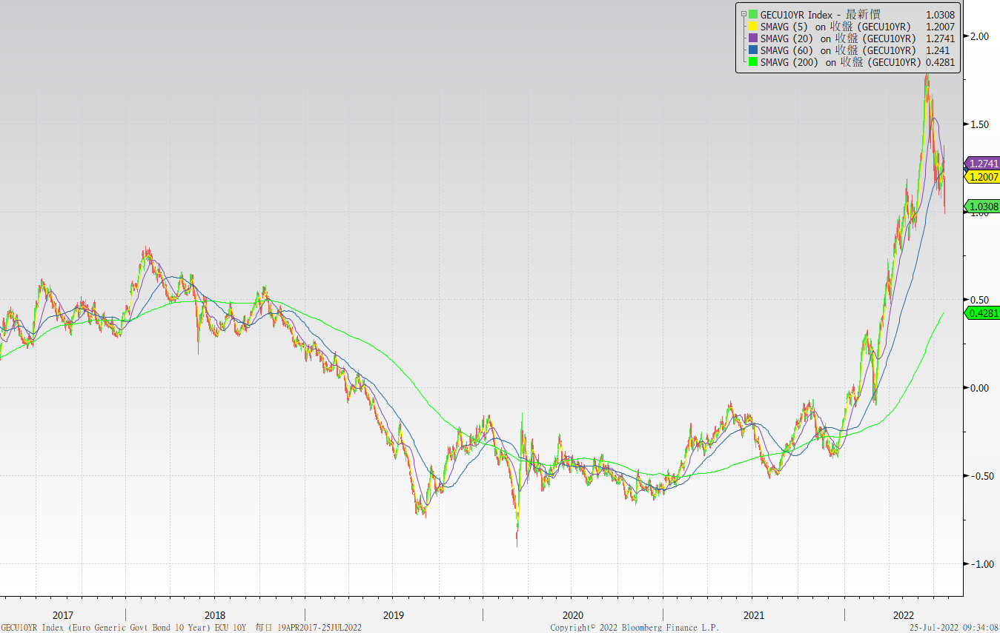 GECU10YR Index - 最新價 1.0308
SMAVG (5) on 收盤 (GECU10YR) 1.2007
SMAVG (20) on 收盤 (GECU10YR) 1.2741
SMAVG (60) on 收盤 (GECU10YR) 1.241
SMAVG (200) on 收盤 (GECU10YR) 0.4281
2.00
1.50
1.2741
1.2007
1.0308
1.00
0.50
0.4281
0.00
-0.50
-1.00
2017 2018 2019 2020 2021 2022
GECU10YR Index (Euro Generic Govt Bond 10 Year) ECU 10Y 每日 19APR2017-25JUL2022 Copyright© 2022 Bloomberg Finance L.P. 25-Jul-2022 09:34:08